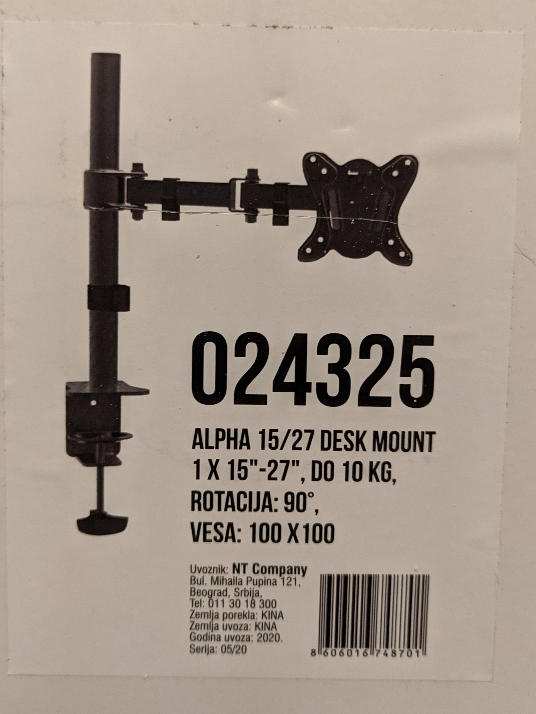 024325
ALPHA 15/27 DESK MOUNT
1 X 15"-27", DO 10 KG,
ROTACIJA: 90°,
VESA: 100 X100
Uvoznik: NT Company
Bul. Mihaila Pupina 121,
Beograd, Srbija,
Tel: 011 30 18 300
Zemlja porekla: KINA
Zemlja uvoza: KINA
Godina uvoza: 2020.
Serija: 05/20
8 606016 748701